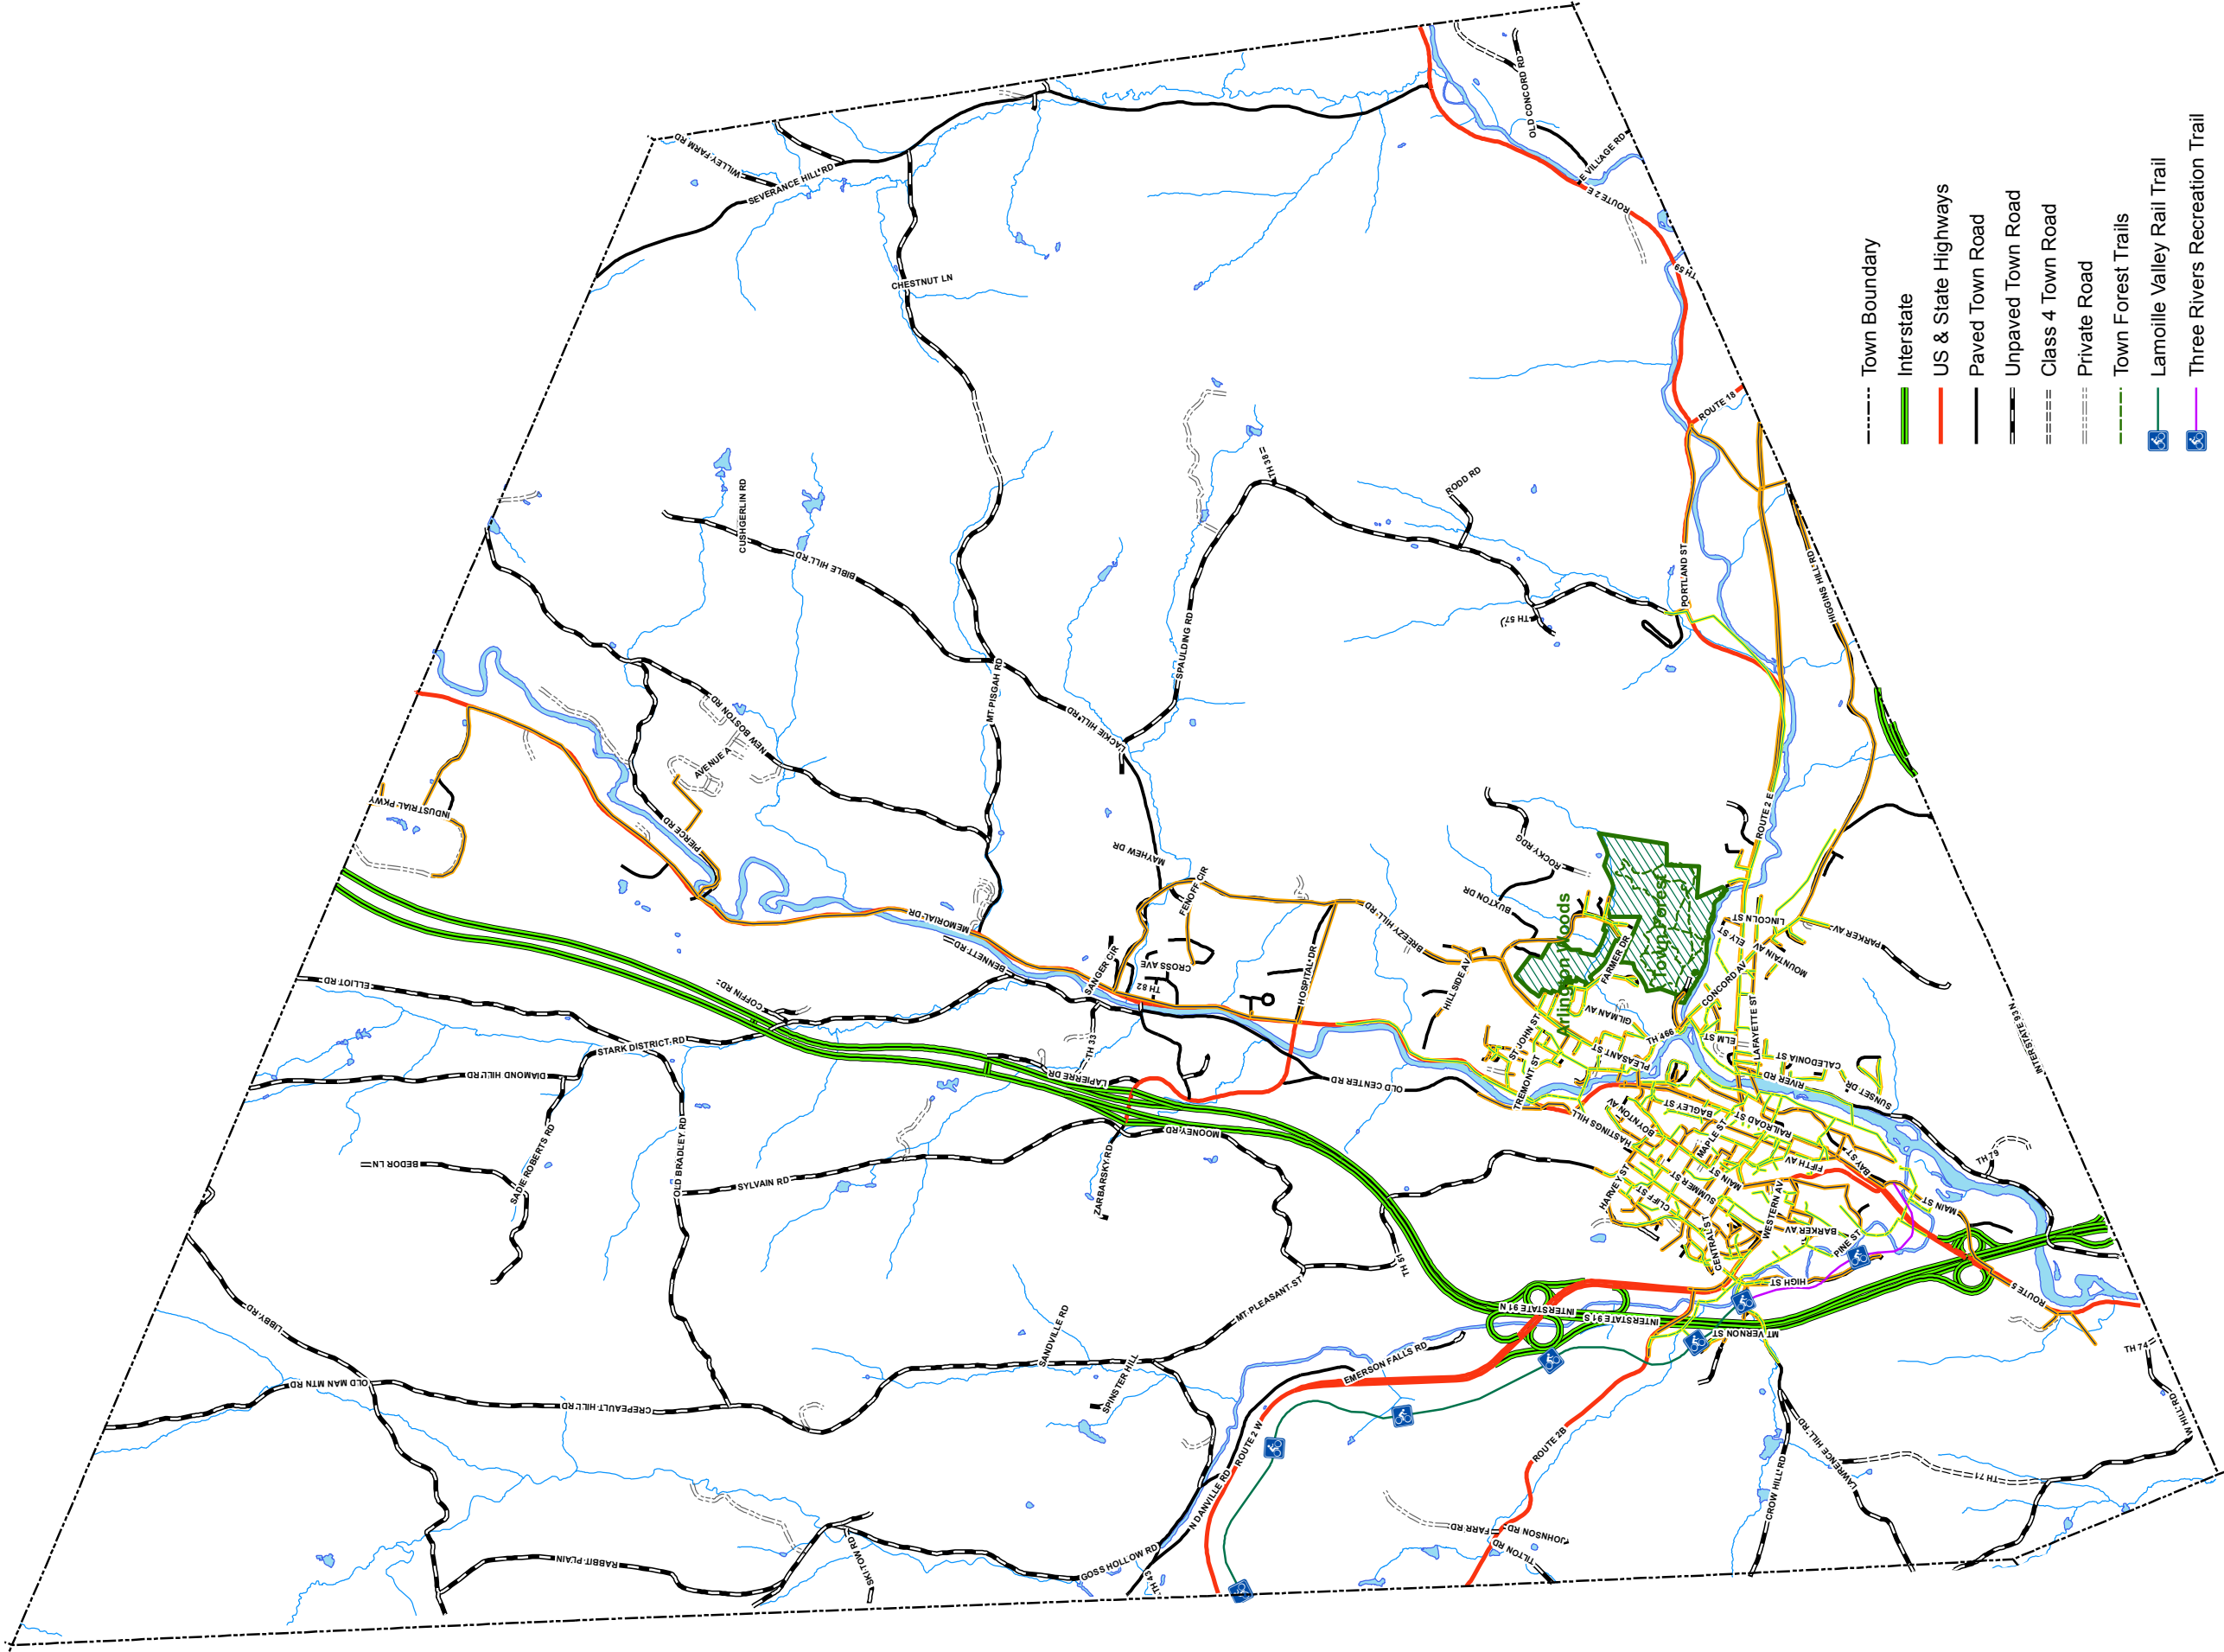 WILLEY FARM RD
SEVERANCE HILL RD
CHESTNUT LN
OLD CONCORD RD
E VILLAGE RD
ROUTE 2 E
TH 59
ROUTE 18
CUSHGERLIN RD
BIBLE HILL RD
TH 38
RODD RD
TH 57
PORTLAND ST
HIGGINS HILL RD
SPAULDING RD
MT PISGAH RD
LACKIE HILL RD
NEW BOSTON RD
AVENUE A
INDUSTRIAL PKWY
PIERCE RD
MAYHEW DR
FENOFF CIR
MEMORIAL DR
BENNETT RD
SANGER CIR
CROSS AVE
TH 82
HOSPITAL DR
BREEZY HILL RD
HILLSIDE AV
BUXTON DR
ROCKY RDG
Arlington Woods
Town Forest
FARMER DR
GILMAN AV
ST JOHN ST
PLEASANT ST
TREMONT ST
TH 466
ELM ST
CONCORD AV
ELY ST
LINCOLN ST
MOUNTAIN AV
PARKER AV
ROUTE 2 E
LAFAYETTE ST
CALEDONIA ST
RIVER RD
SUNSET DR
INTERSTATE 93 N
ELLIOT RD
COFFIN RD
STARK DISTRICT RD
DIAMOND HILL RD
TH 33
LAPIERRE DR
OLD CENTER RD
BEDOR LN
SADIE ROBERTS RD
OLD BRADLEY RD
SYLVAIN RD
ZARBARSKY RD
MOONEY RD
HASTINGS HILL
BOYNTON AV
BAGLEY ST
RAILROAD ST
MAPLE ST
MAIN ST
SUMMER ST
CLIFF ST
HARVEY ST
FIFTH AV
BAY ST
MAIN ST
WESTERN AV
BARKER AV
CENTRAL ST
PINE ST
HIGH ST
TH 79
ROUTE 5
TH 51
INTERSTATE 91 N
INTERSTATE 91 S
MT VERNON ST
MT PLEASANT ST
LIBBY RD
OLD MAN MTN RD
CREPEAULT HILL RD
SANDVILLE RD
SPINSTER HILL
EMERSON FALLS RD
ROUTE 2 W
N DANVILLE RD
ROUTE 2B
GOSS HOLLOW RD
TH 43
SKI-TOW RD
RABBIT PLAIN
FARR RD
JOHNSON RD
TILTON RD
CROW HILL RD
LAWRENCE HILL RD
TH 71
TH 74
W HILL RD
Town Boundary
Interstate
US & State Highways
Paved Town Road
Unpaved Town Road
Class 4 Town Road
Private Road
Town Forest Trails
Lamoille Valley Rail Trail
Three Rivers Recreation Trail